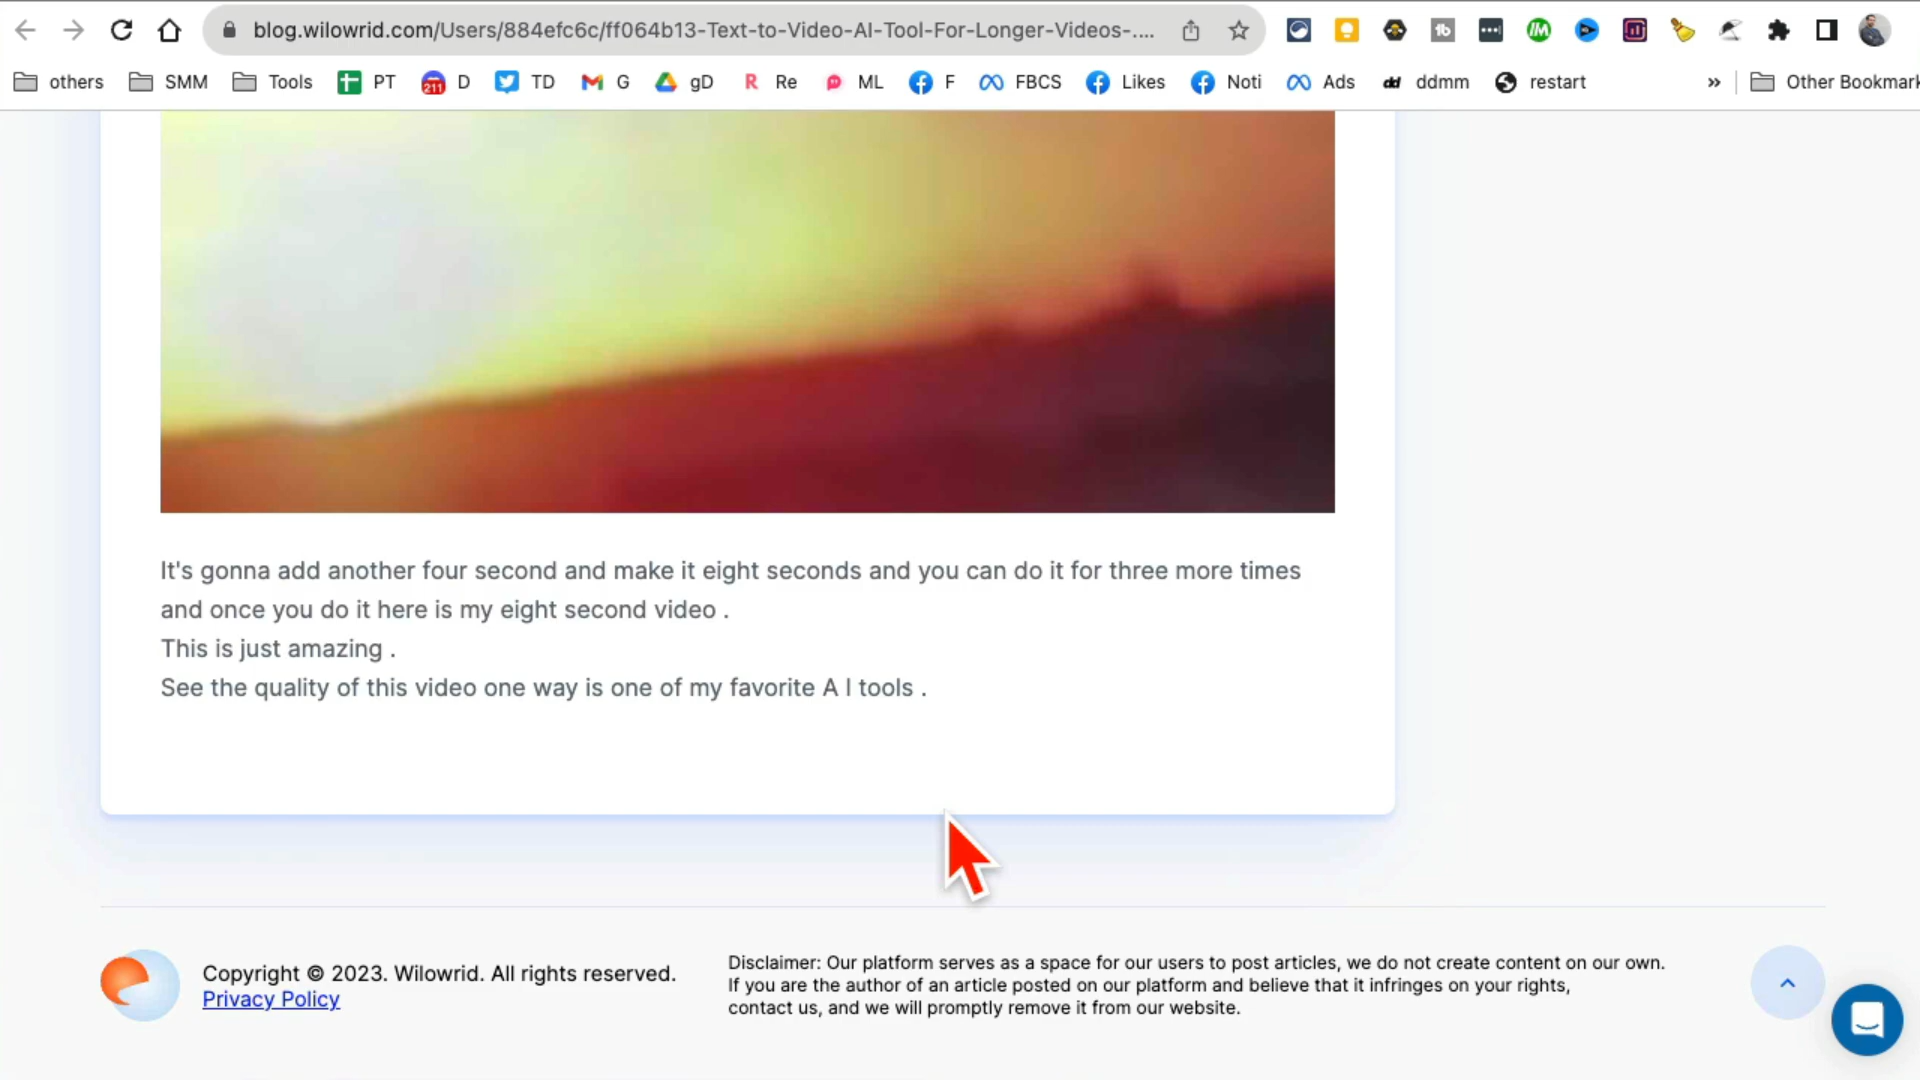 blog.wilowrid.com/Users/884efc6c/ff064b13-Text-to-Video-AI-Tool-For-Longer-Videos-....
others SMM Tools PT 211 D TD G gD Re ML F FBCS Likes Noti Ads dd ddmm restart » Other Bookmark
It's gonna add another four second and make it eight seconds and you can do it for three more times
and once you do it here is my eight second video .
This is just amazing .
See the quality of this video one way is one of my favorite A I tools .
Copyright © 2023. Wilowrid. All rights reserved.
Privacy Policy
Disclaimer: Our platform serves as a space for our users to post articles, we do not create content on our own.
If you are the author of an article posted on our platform and believe that it infringes on your rights,
contact us, and we will promptly remove it from our website.